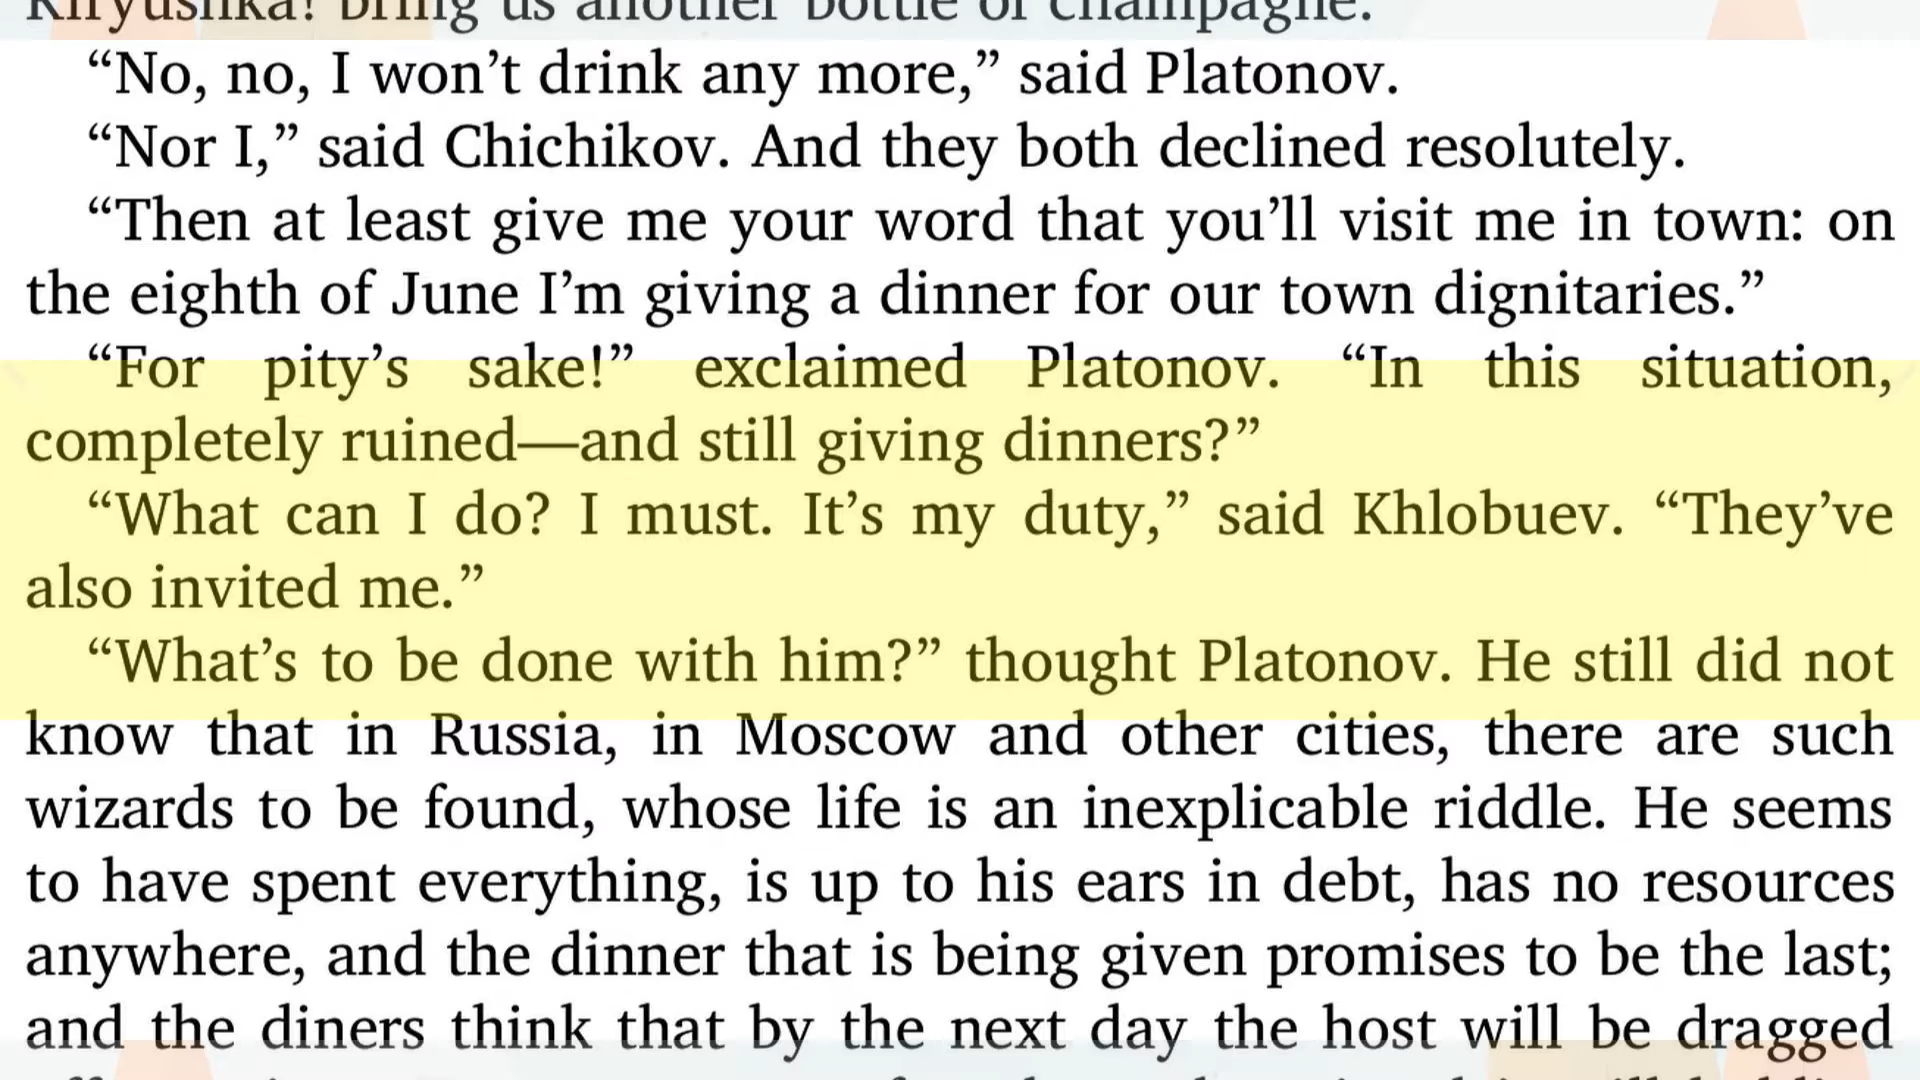 Kiryushka! bring us another bottle of champagne.
“No, no, I won’t drink any more,” said Platonov.
“Nor I,” said Chichikov. And they both declined resolutely.
“Then at least give me your word that you’ll visit me in town: on
the eighth of June I’m giving a dinner for our town dignitaries.”
“For pity’s sake!” exclaimed Platonov. “In this situation,
completely ruined—and still giving dinners?”
“What can I do? I must. It’s my duty,” said Khlobuev. “They’ve
also invited me.”
“What’s to be done with him?” thought Platonov. He still did not
know that in Russia, in Moscow and other cities, there are such
wizards to be found, whose life is an inexplicable riddle. He seems
to have spent everything, is up to his ears in debt, has no resources
anywhere, and the dinner that is being given promises to be the last;
and the diners think that by the next day the host will be dragged